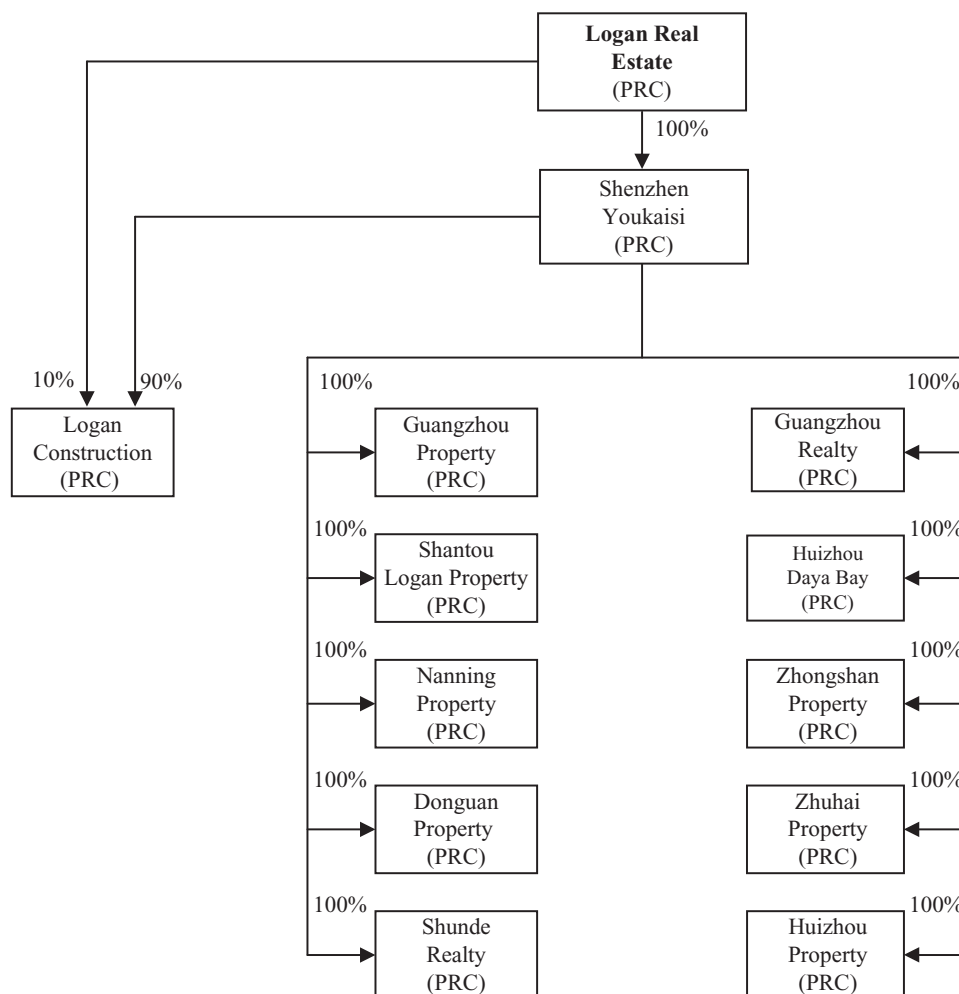 Logan Real
Estate
(PRC)
100%
Shenzhen
Youkaisi
(PRC)
10%
90%
100%
100%
Logan
Construction
(PRC)
Guangzhou
Property
(PRC)
Guangzhou
Realty
(PRC)
100%
100%
Shantou
Logan Property
(PRC)
Huizhou
Daya Bay
(PRC)
100%
100%
Nanning
Property
(PRC)
Zhongshan
Property
(PRC)
100%
100%
Donguan
Property
(PRC)
Zhuhai
Property
(PRC)
100%
100%
Shunde
Realty
(PRC)
Huizhou
Property
(PRC)